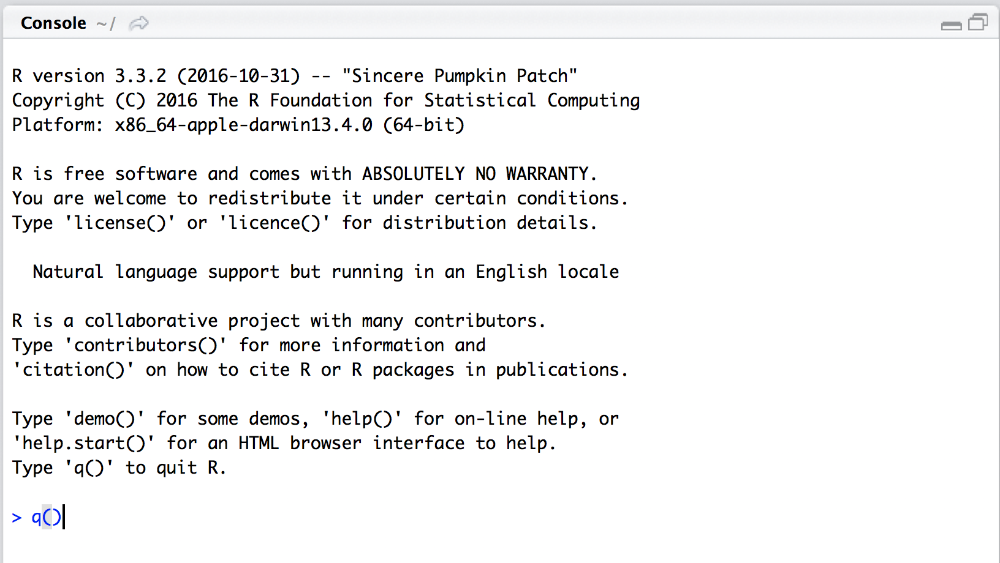 Console ~/
R version 3.3.2 (2016-10-31) -- "Sincere Pumpkin Patch"
Copyright (C) 2016 The R Foundation for Statistical Computing
Platform: x86_64-apple-darwin13.4.0 (64-bit)
R is free software and comes with ABSOLUTELY NO WARRANTY.
You are welcome to redistribute it under certain conditions.
Type 'license()' or 'licence()' for distribution details.
Natural language support but running in an English locale
R is a collaborative project with many contributors.
Type 'contributors()' for more information and
'citation()' on how to cite R or R packages in publications.
Type 'demo()' for some demos, 'help()' for on-line help, or
'help.start()' for an HTML browser interface to help.
Type 'q()' to quit R.
> q()